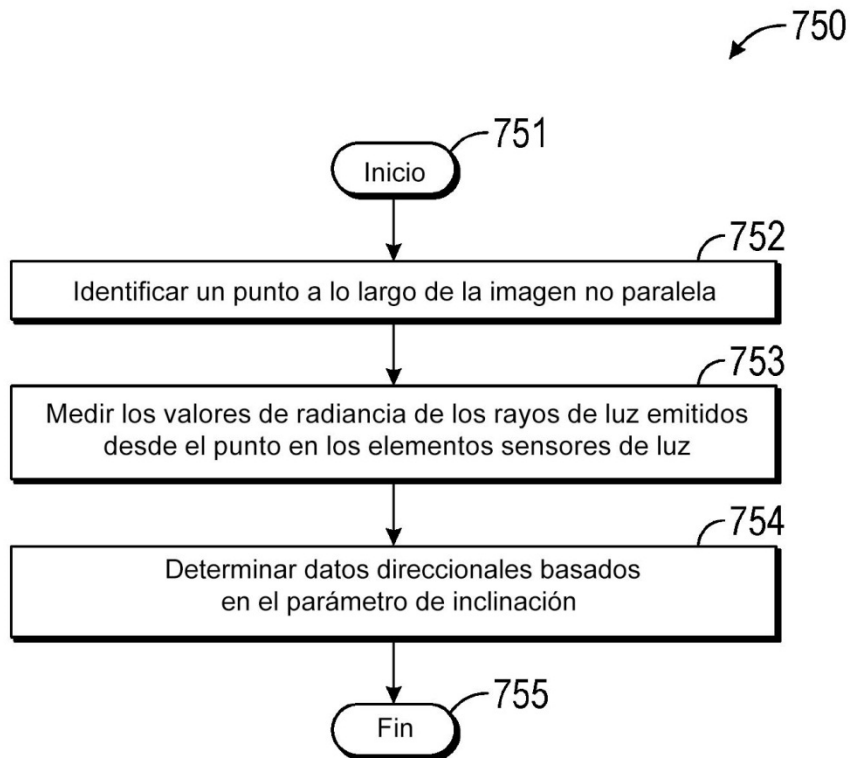 750
751
Inicio
752
Identificar un punto a lo largo de la imagen no paralela
753
Medir los valores de radiancia de los rayos de luz emitidos
desde el punto en los elementos sensores de luz
754
Determinar datos direccionales basados
en el parámetro de inclinación
755
Fin